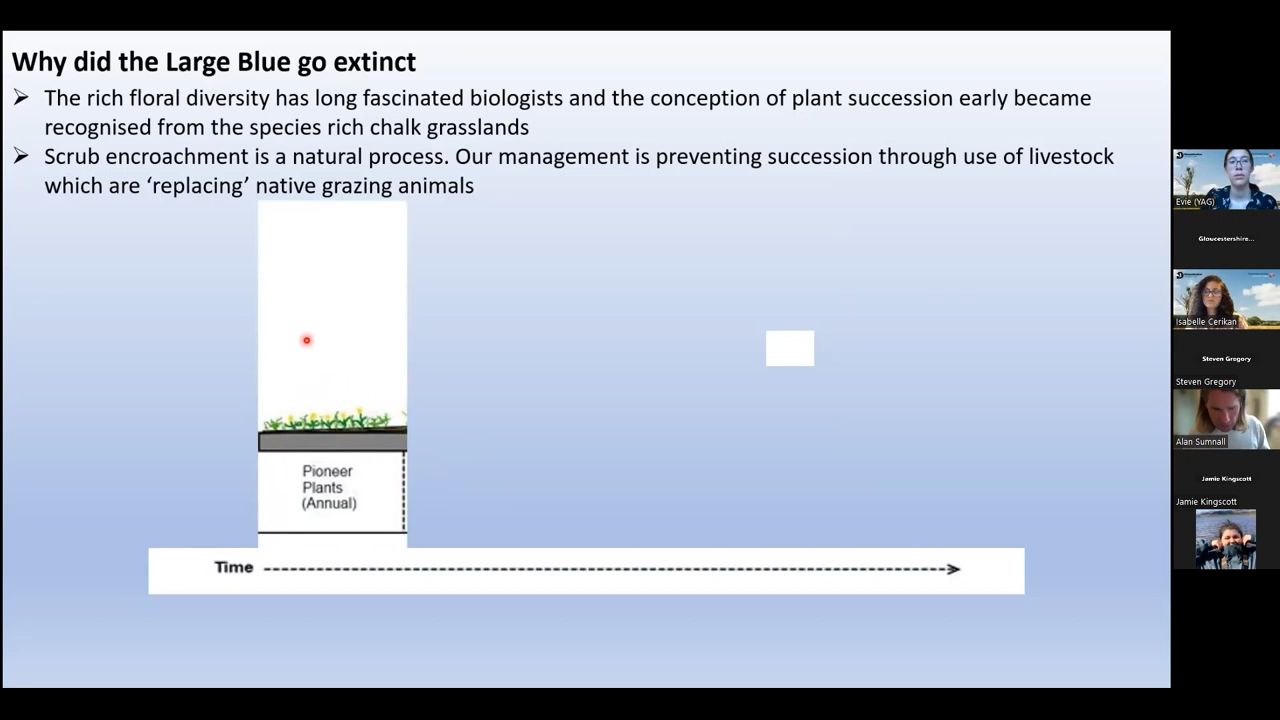 Why did the Large Blue go extinct
➢ The rich floral diversity has long fascinated biologists and the conception of plant succession early became
recognised from the species rich chalk grasslands
➢ Scrub encroachment is a natural process. Our management is preventing succession through use of livestock
which are ‘replacing’ native grazing animals
Pioneer
Plants
(Annual)
Time
Evie (YAG)
Gloucestershire...
Isabelle Cerikan
Steven Gregory
Steven Gregory
Alan Sumnall
Jamie Kingscott
Jamie Kingscott